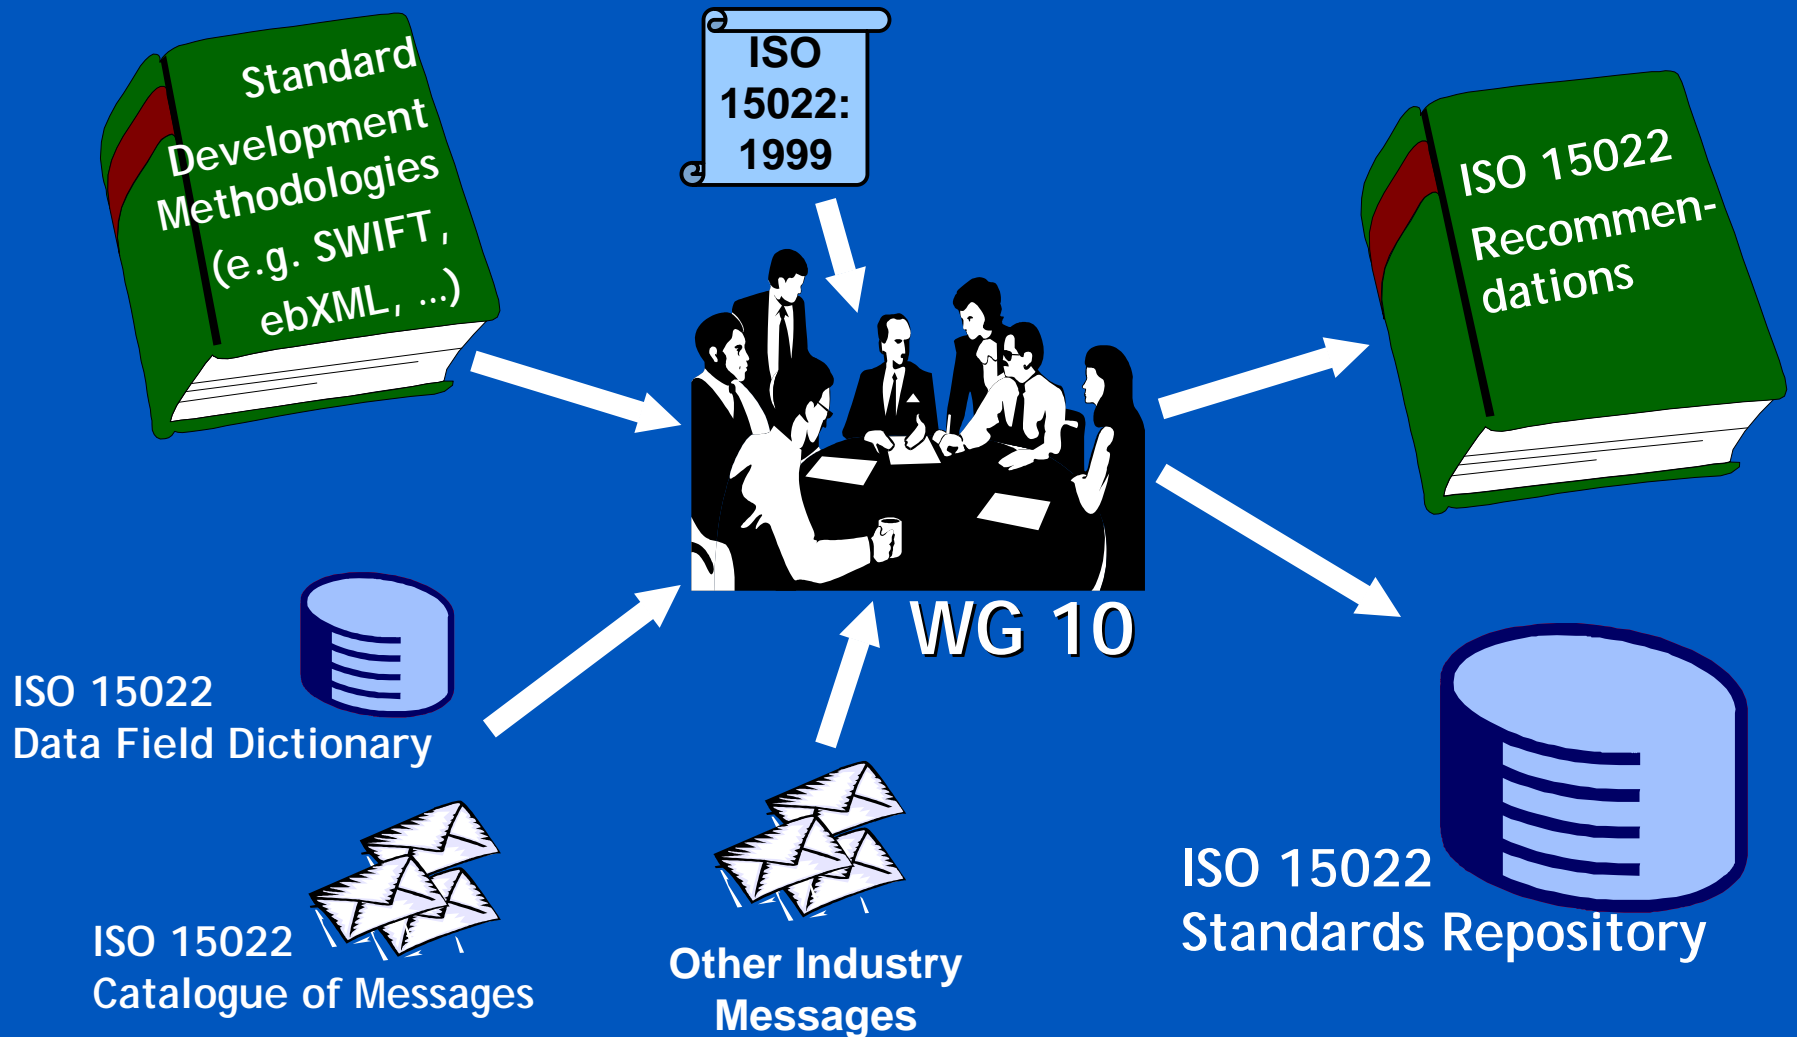 Standard
Development
Methodologies
(e.g. SWIFT,
ebXML, …)
ISO
15022:
1999
ISO 15022
Recommen-
dations
WG 10
ISO 15022
Data Field Dictionary
ISO 15022
Catalogue of Messages
Other Industry
Messages
ISO 15022
Standards Repository